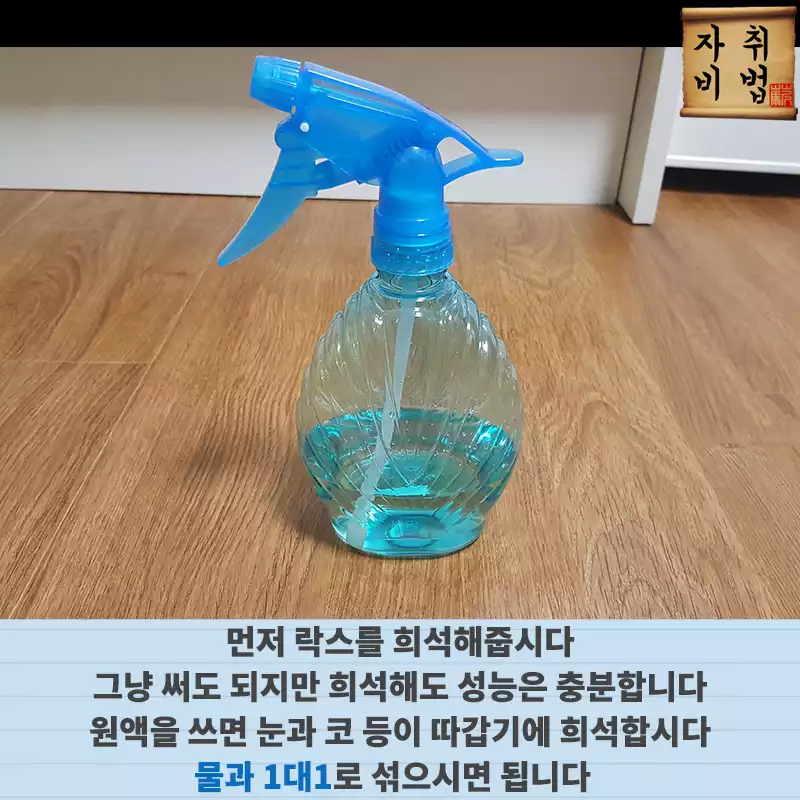 자취
비법
먼저 락스를 희석해줍시다
그냥 써도 되지만 희석해도 성능은 충분합니다
원액을 쓰면 눈과 코 등이 따갑기에 희석합시다
물과 1대1로 섞으시면 됩니다